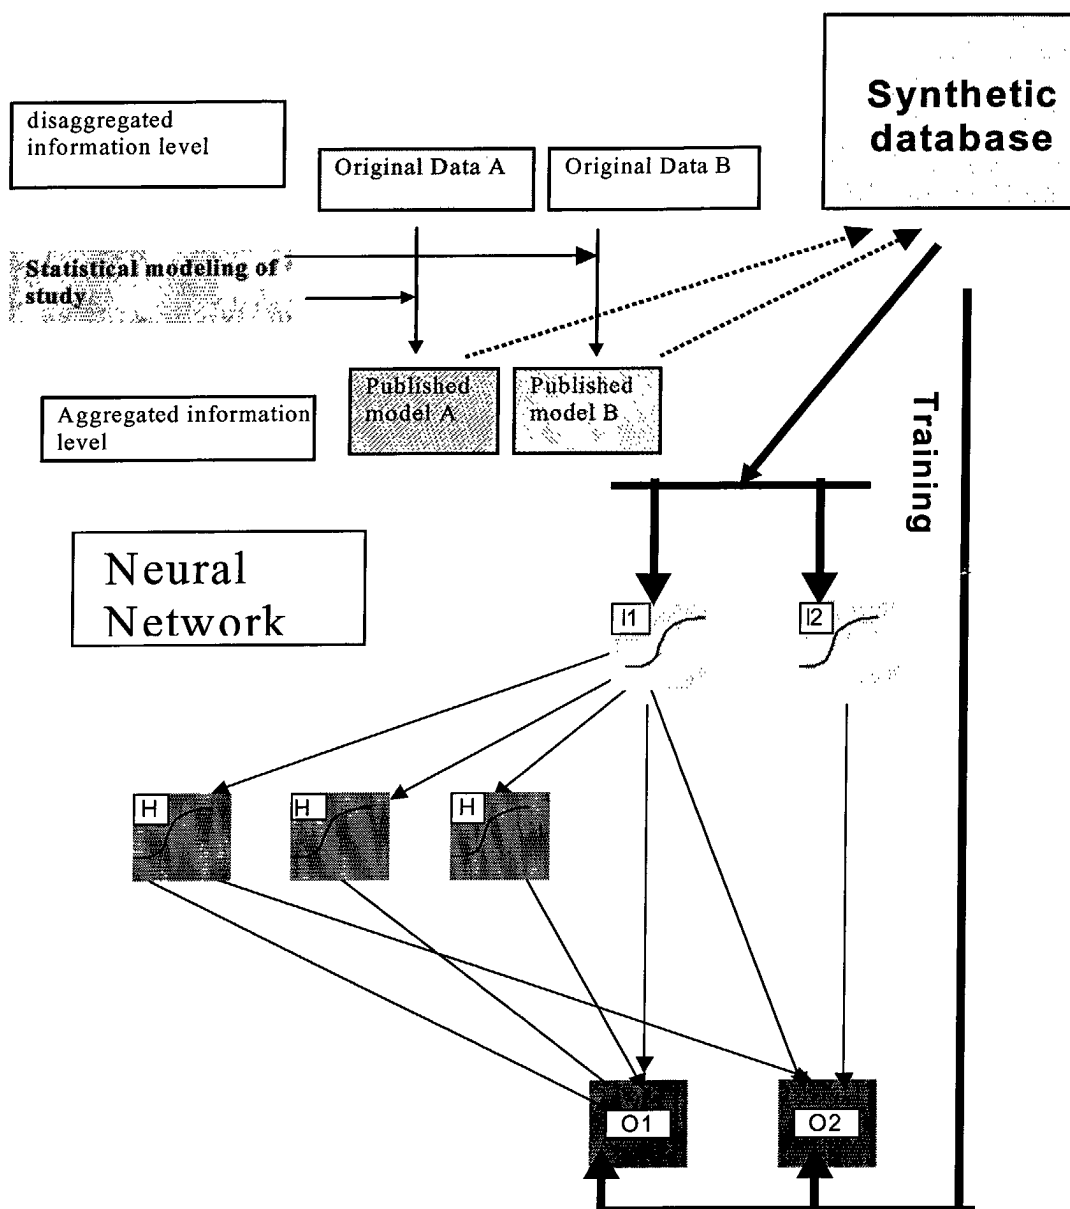 Synthetic
database
disaggregated
information level
Original Data A
Original Data B
Statistical modeling of
study
Published
model A
Published
model B
Aggregated information
level
Training
Neural
Network
I1
I2
H
H
H
O1
O2